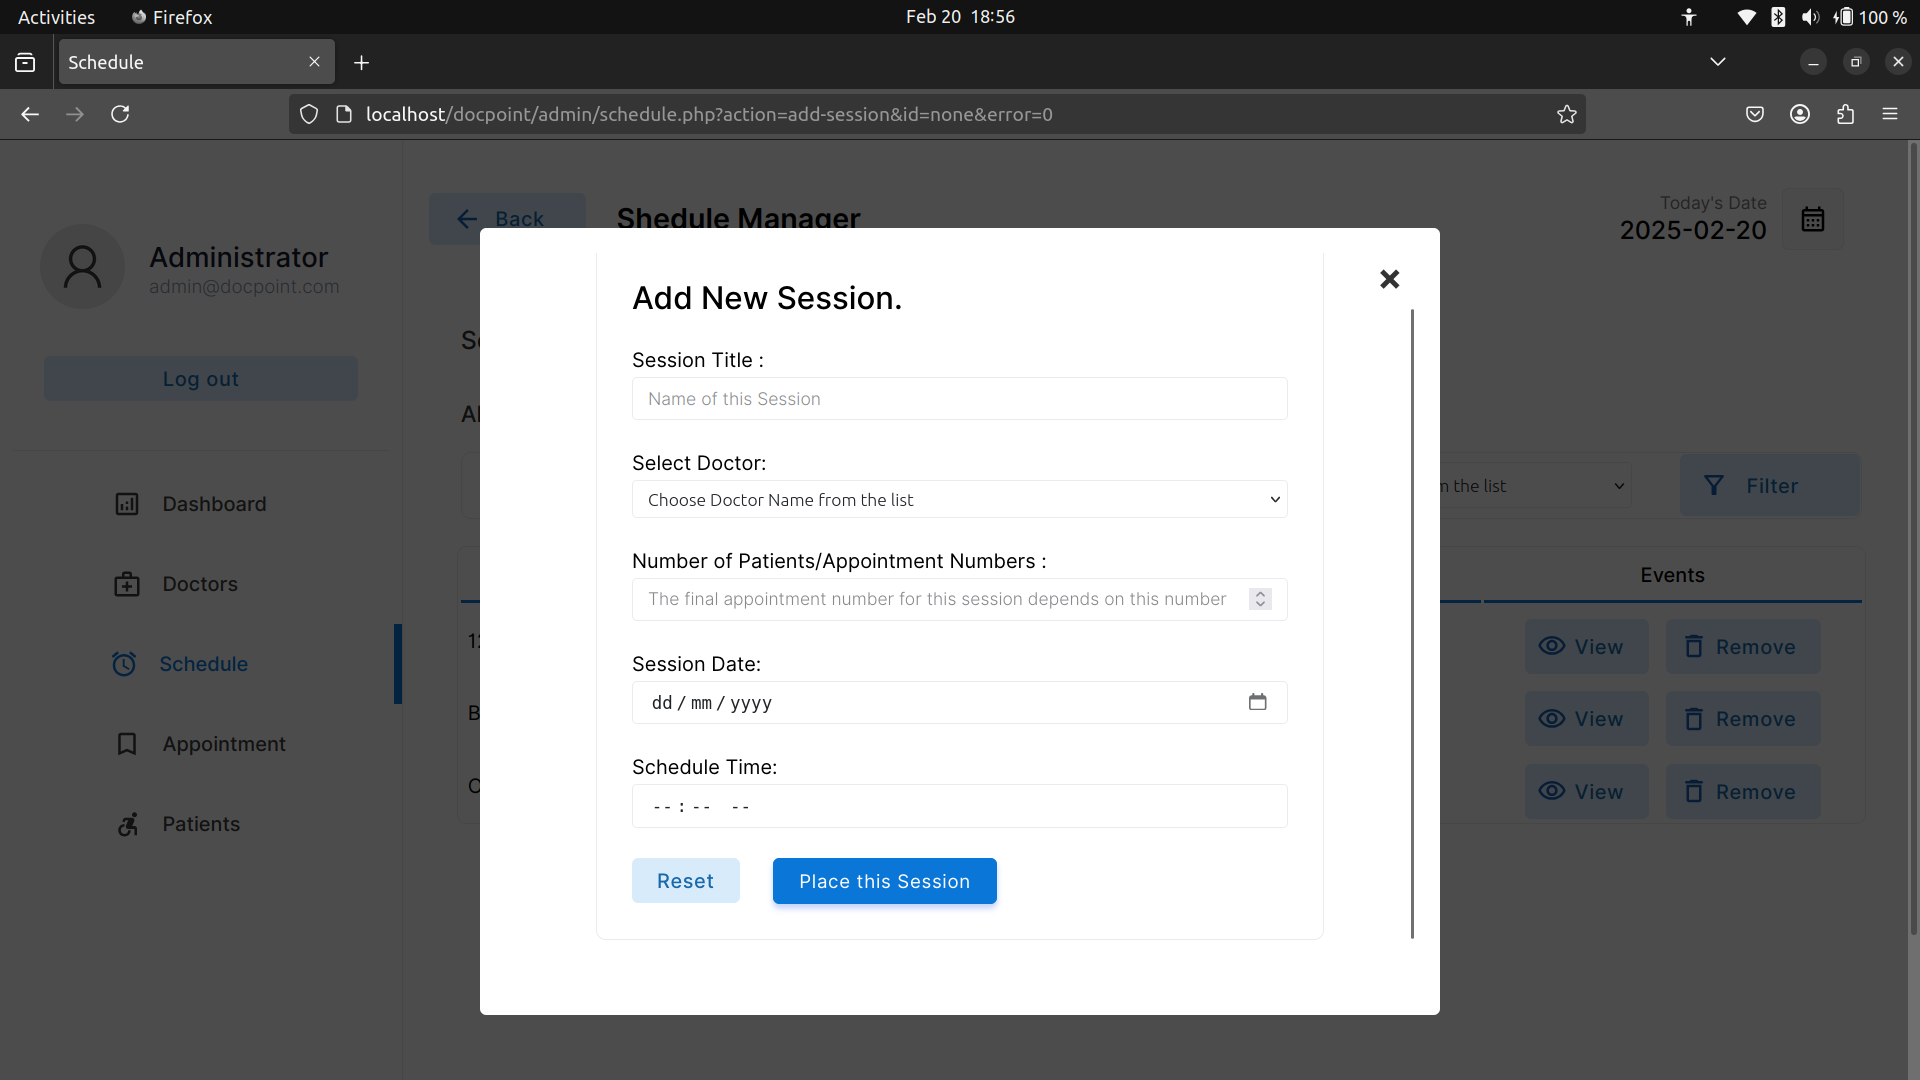 Activities
Firefox
Feb 20 18:56
100 %
Schedule
localhost/docpoint/admin/schedule.php?action=add-session&id=none&error=0
Administrator
admin@docpoint.com
Log out
Dashboard
Doctors
Schedule
Appointment
Patients
Back
Shedule Manager
Today's Date
2025-02-20
Add New Session.
Session Title :
Name of this Session
Select Doctor:
Choose Doctor Name from the list
Number of Patients/Appointment Numbers :
The final appointment number for this session depends on this number
Session Date:
dd / mm / yyyy
Schedule Time:
-- : -- --
Reset
Place this Session
the list
Filter
Events
View
Remove
View
Remove
View
Remove